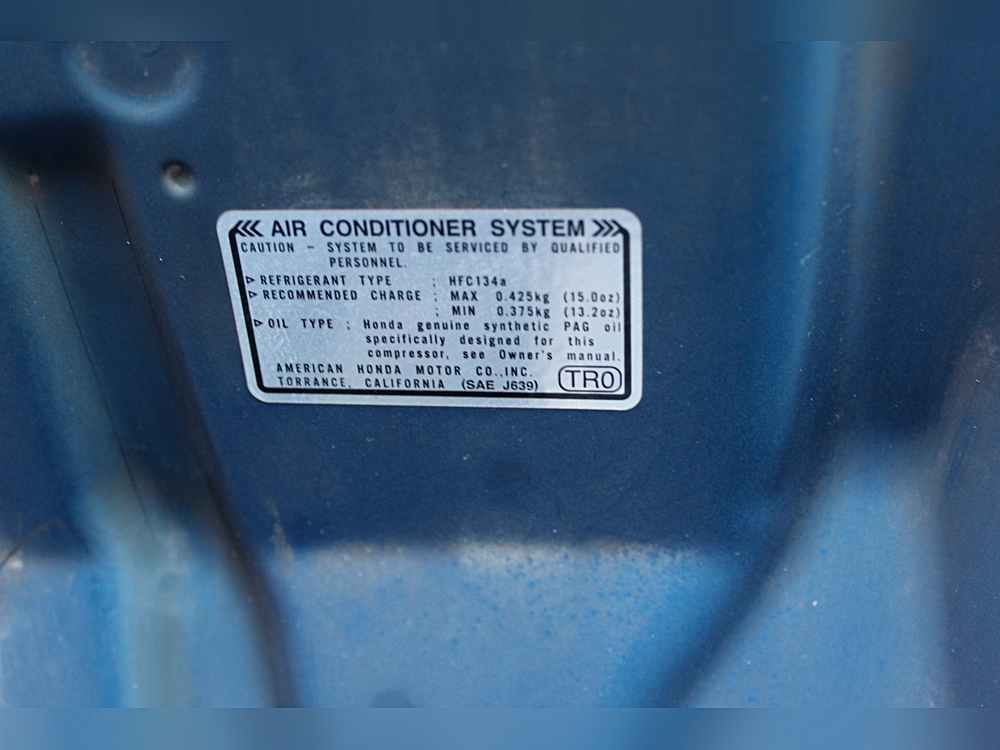 AIR CONDITIONER SYSTEM
CAUTION - SYSTEM TO BE SERVICED BY QUALIFIED
PERSONNEL.
REFRIGERANT TYPE : HFC134a
RECOMMENDED CHARGE : MAX 0.425kg (15.0oz)
: MIN 0.375kg (13.2oz)
OIL TYPE : Honda genuine synthetic PAG oil
specifically designed for this
compressor, see Owner's manual.
AMERICAN HONDA MOTOR CO.,INC.
TORRANCE, CALIFORNIA (SAE J639) TR0